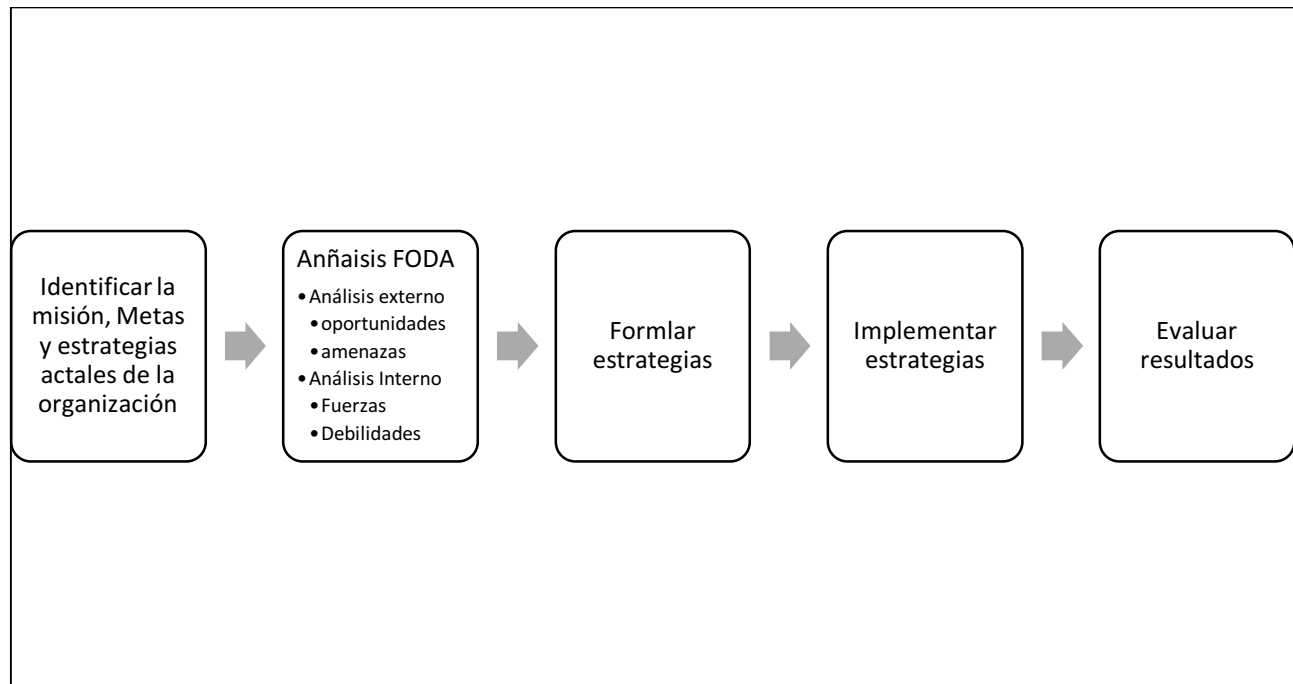 Identificar la
misión, Metas
y estrategias
actales de la
organización
Anñaisis FODA
•Análisis externo
•oportunidades
•amenazas
•Análisis Interno
•Fuerzas
•Debilidades
Formlar
estrategias
Implementar
estrategias
Evaluar
resultados